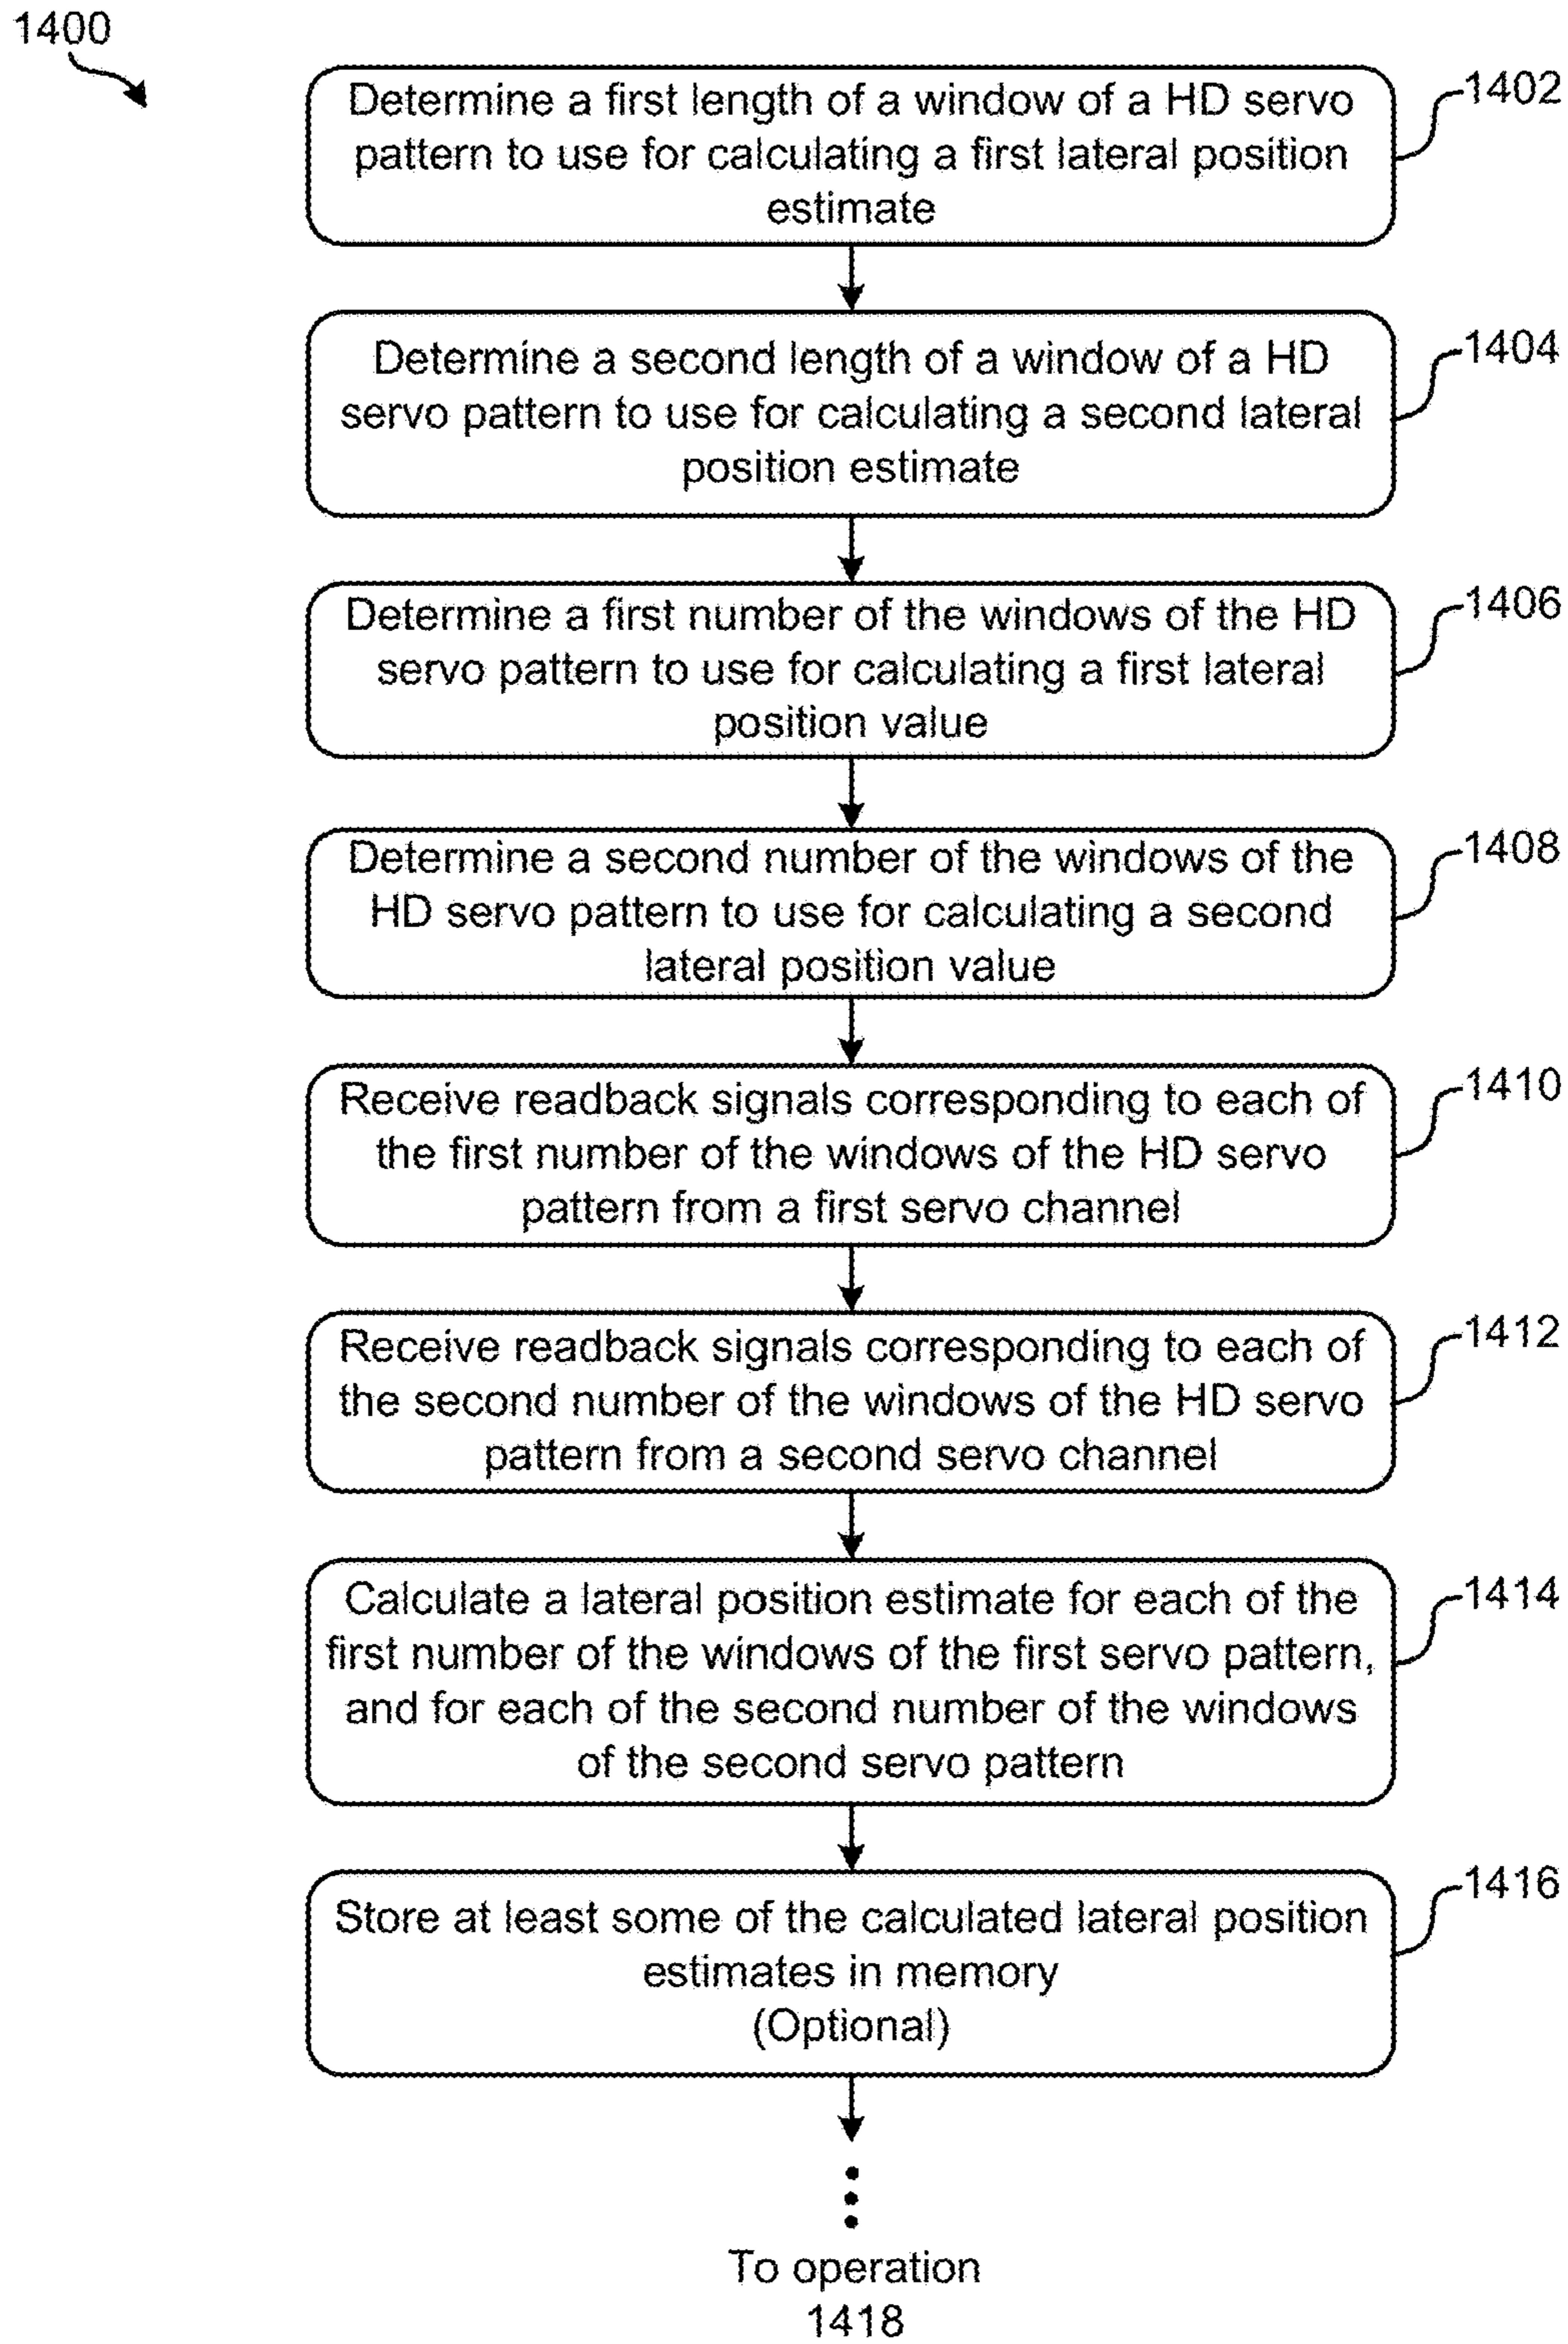 1400
Determine a first length of a window of a HD servo
pattern to use for calculating a first lateral position
estimate
1402
Determine a second length of a window of a HD
servo pattern to use for calculating a second lateral
position estimate
1404
Determine a first number of the windows of the HD
servo pattern to use for calculating a first lateral
position value
1406
Determine a second number of the windows of the
HD servo pattern to use for calculating a second
lateral position value
1408
Receive readback signals corresponding to each of
the first number of the windows of the HD servo
pattern from a first servo channel
1410
Receive readback signals corresponding to each of
the second number of the windows of the HD servo
pattern from a second servo channel
1412
Calculate a lateral position estimate for each of the
first number of the windows of the first servo pattern,
and for each of the second number of the windows
of the second servo pattern
1414
Store at least some of the calculated lateral position
estimates in memory
(Optional)
1416
To operation
1418